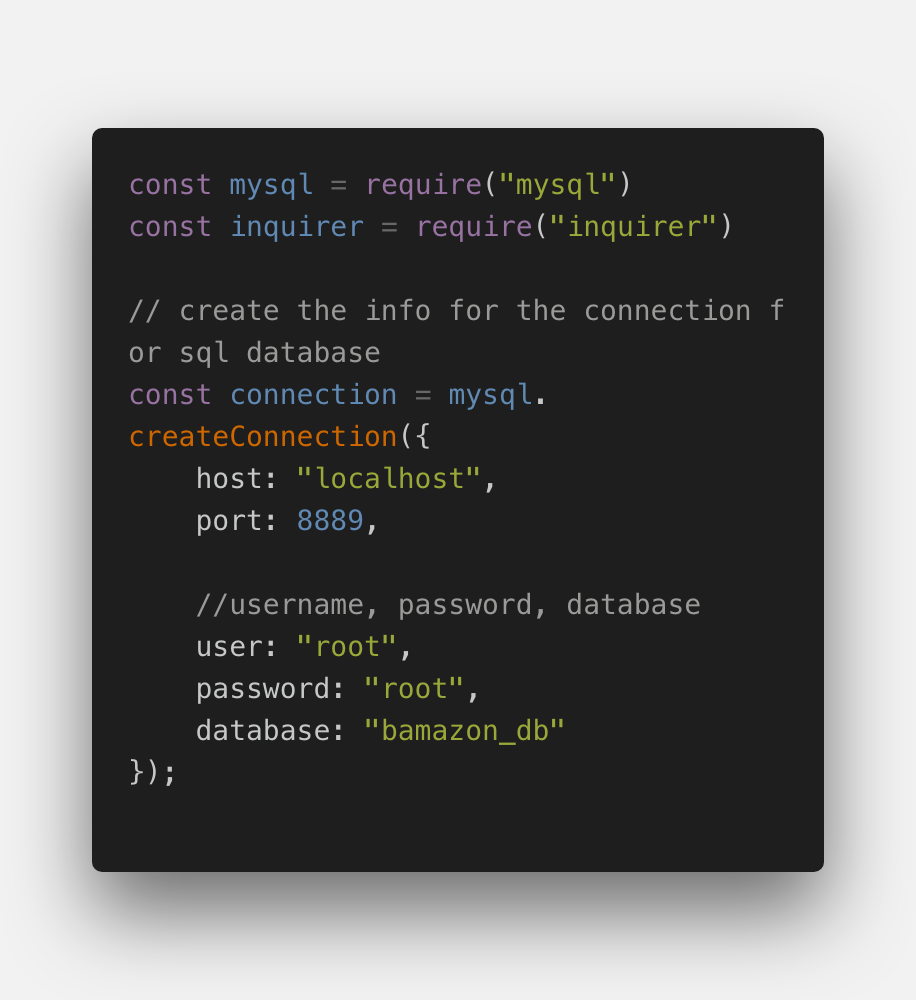 const mysql = require("mysql")
const inquirer = require("inquirer")
// create the info for the connection f
or sql database
const connection = mysql.
createConnection({
    host: "localhost",
    port: 8889,
    //username, password, database
    user: "root",
    password: "root",
    database: "bamazon_db"
});